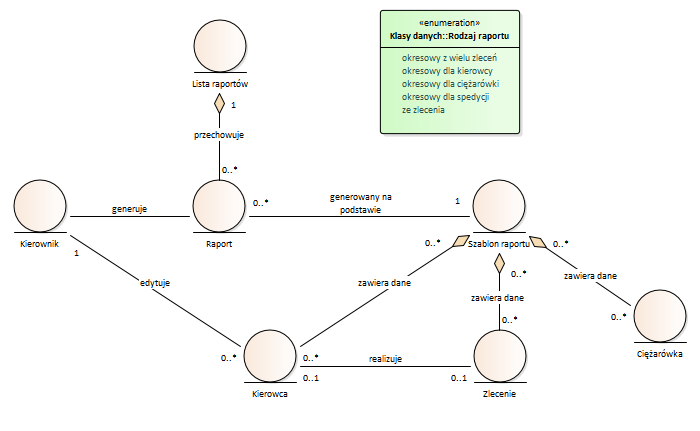 «enumeration»
Klasy danych::Rodzaj raportu
okresowy z wielu zleceń
okresowy dla kierowcy
okresowy dla ciężarówki
okresowy dla spedycji
ze zlecenia
Lista raportów
1
przechowuje
0..*
Kierownik
generuje
Raport
0..*
generowany na
podstawie
1
Szablon raportu
1
edytuje
0..*
0..*
zawiera dane
0..*
0..*
zawiera dane
0..*
0..*
zawiera dane
0..*
Ciężarówka
Kierowca
0..1
realizuje
0..1
Zlecenie